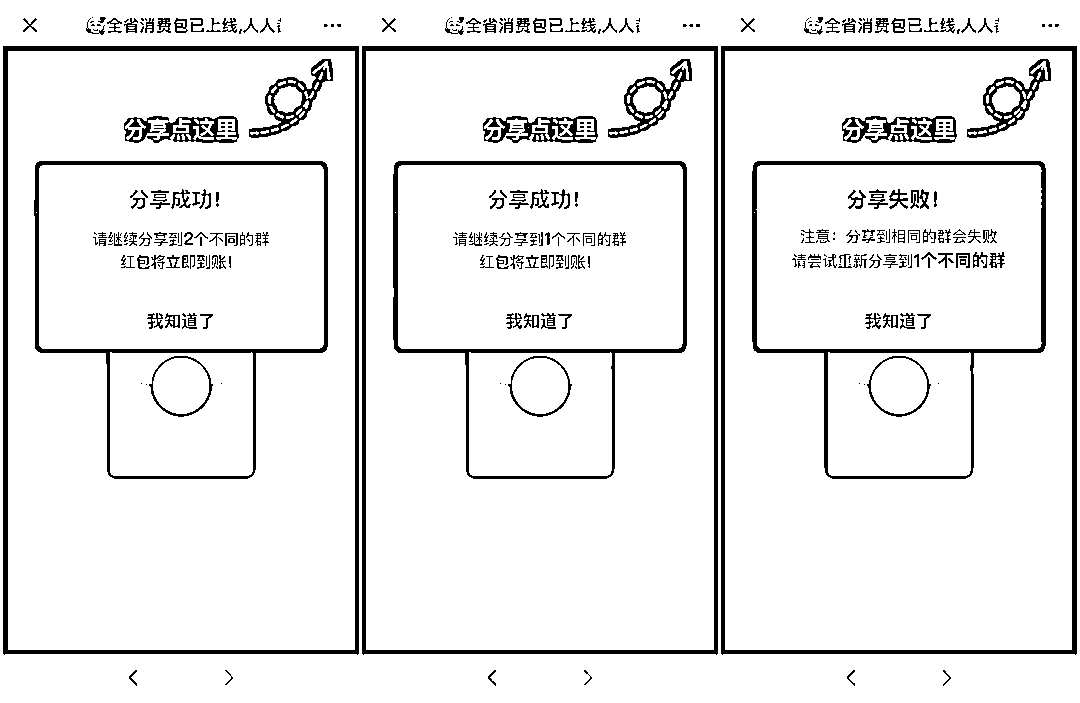 全省消费包已上线,人人
分享点这里
分享成功!
请继续分享到2个不同的群
红包将立即到账!
我知道了
全省消费包已上线,人人
分享点这里
分享成功!
请继续分享到1个不同的群
红包将立即到账!
我知道了
全省消费包已上线,人人
分享点这里
分享失败!
注意：分享到相同的群会失败
请尝试重新分享到1个不同的群
我知道了